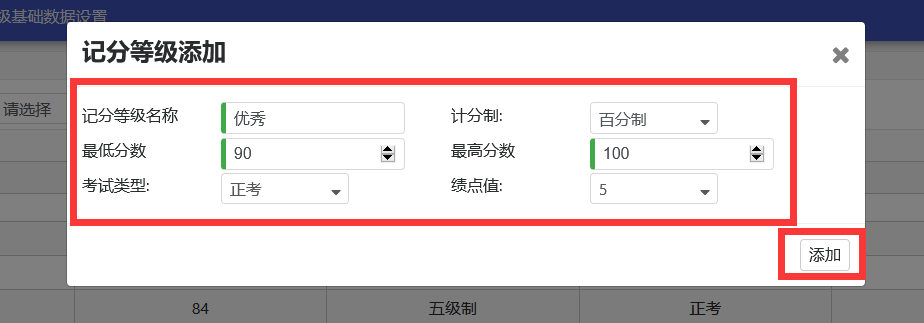 级基础数据设置
记分等级添加
请选择
记分等级名称 优秀 计分制: 百分制
最低分数 90 最高分数 100
考试类型: 正考 绩点值: 5
添加
84 五级制 正考